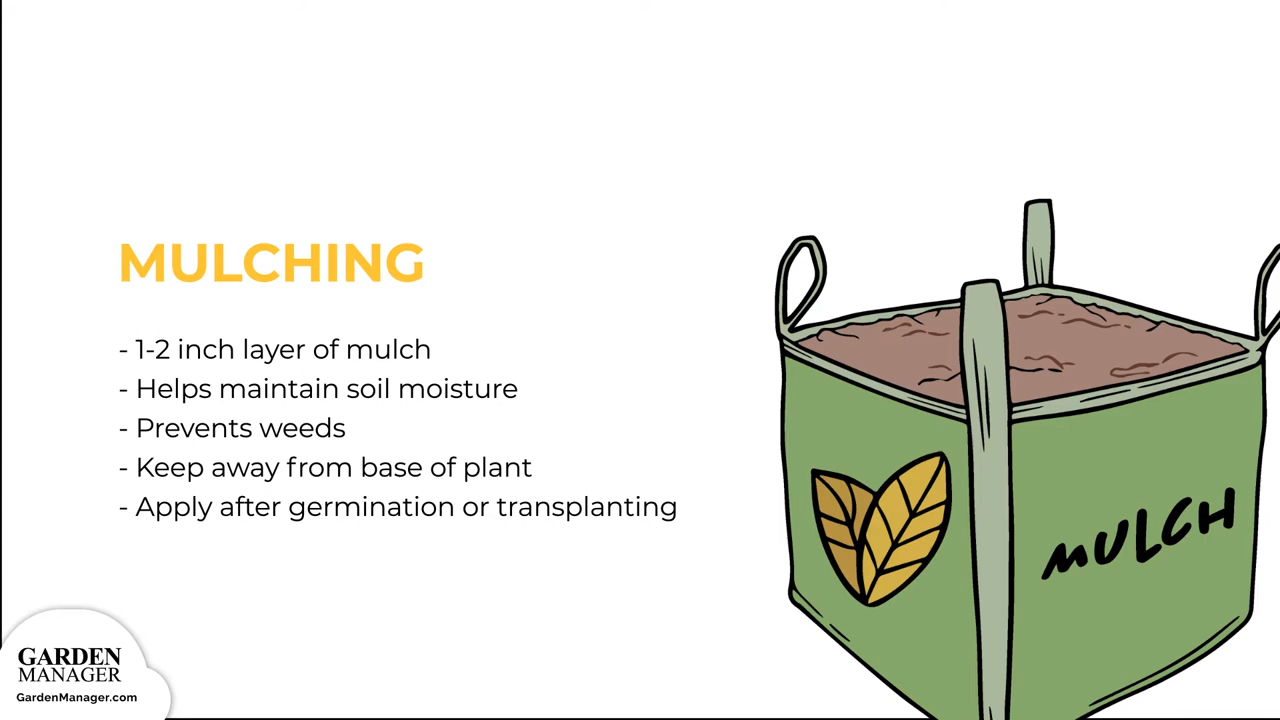 MULCHING
- 1-2 inch layer of mulch
- Helps maintain soil moisture
- Prevents weeds
- Keep away from base of plant
- Apply after germination or transplanting
MULCH
GARDEN
MANAGER
GardenManager.com